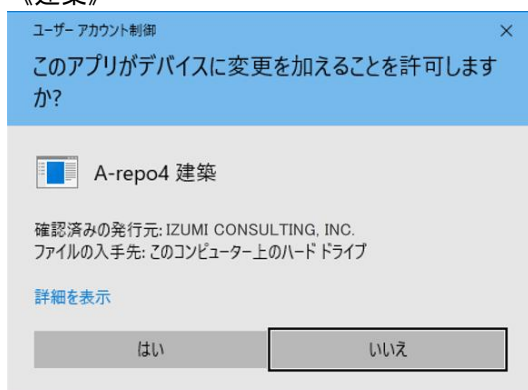 《建築》
ユーザー アカウント制御
×
このアプリがデバイスに変更を加えることを許可します
か?
A-repo4 建築
確認済みの発行元: IZUMI CONSULTING, INC.
ファイルの入手先: このコンピューター上のハード ドライブ
詳細を表示
はい
いいえ